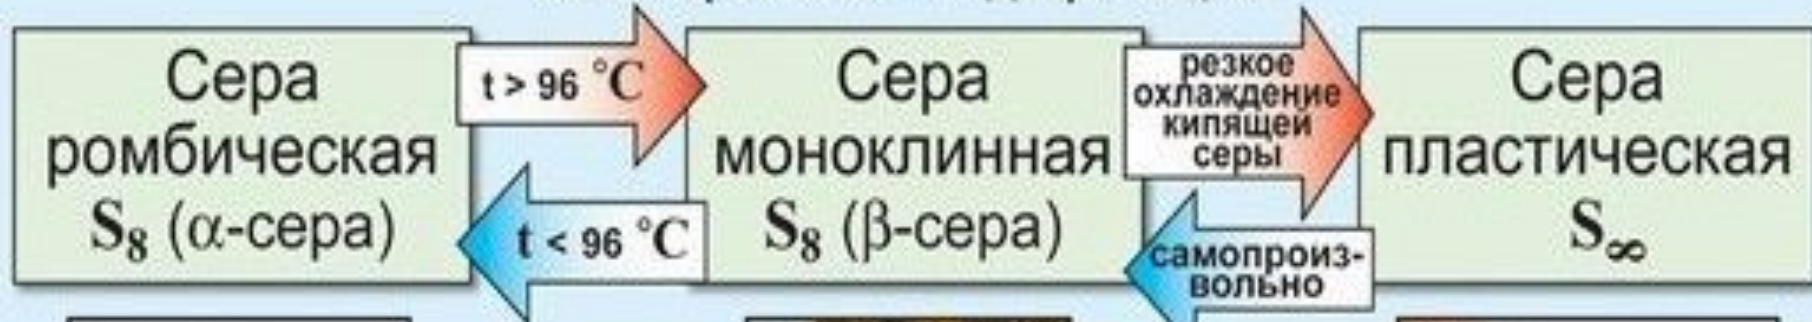 Сера
ромбическая
S₈ (α-сера)
t > 96 °C
t < 96 °C
Сера
моноклинная
S₈ (β-сера)
резкое
охлаждение
кипящей
серы
самопроиз-
вольно
Сера
пластическая
S∞